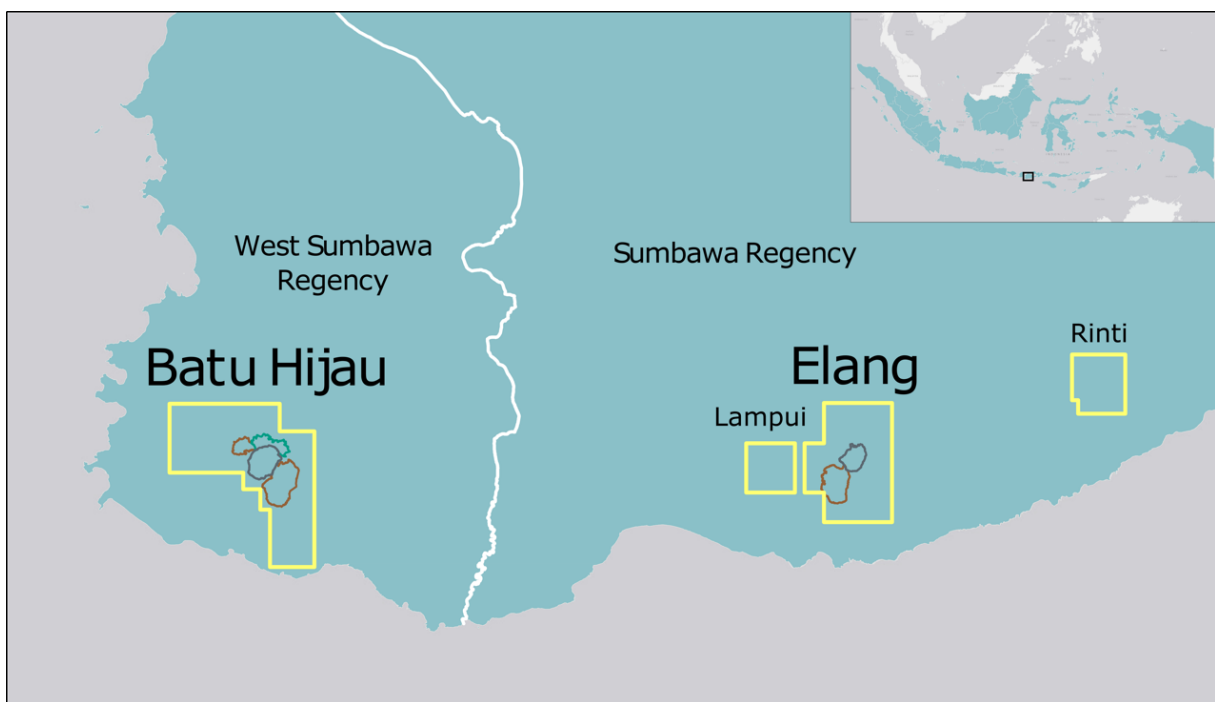 West Sumbawa
Regency
Sumbawa Regency
Rinti
Batu Hijau
Elang
Lampui